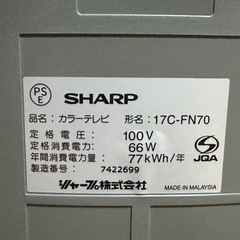 PSE
SHARP
品名：カラーテレビ 形名：17C-FN70
定格電圧： 100V
定格消費電力： 66W
年間消費電力量： 77kWh/年
製造番号： 7422699
シャープ株式会社
JQA
MADE IN MALAYSIA